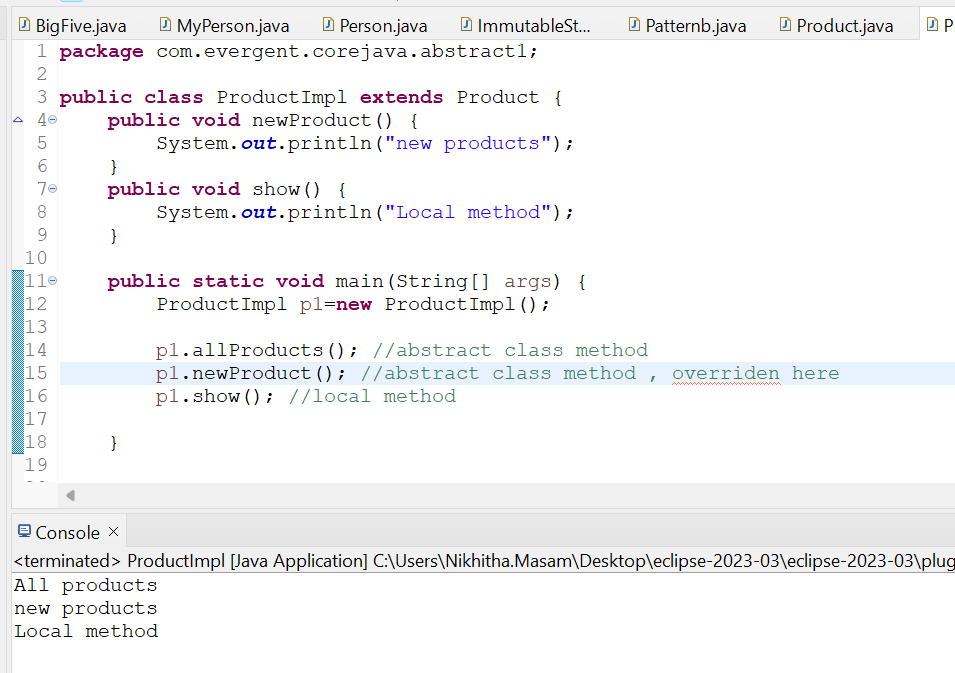 BigFive.java MyPerson.java Person.java ImmutableSt... Patternb.java Product.java P
1 package com.evergent.corejava.abstract1;
2
3 public class ProductImpl extends Product {
4 public void newProduct() {
5 System.out.println("new products");
6 }
7 public void show() {
8 System.out.println("Local method");
9 }
10
11 public static void main(String[] args) {
12 ProductImpl p1=new ProductImpl();
13
14 p1.allProducts(); //abstract class method
15 p1.newProduct(); //abstract class method , overriden here
16 p1.show(); //local method
17
18 }
19
Console
<terminated> ProductImpl [Java Application] C:\Users\Nikhitha.Masam\Desktop\eclipse-2023-03\eclipse-2023-03\plug
All products
new products
Local method